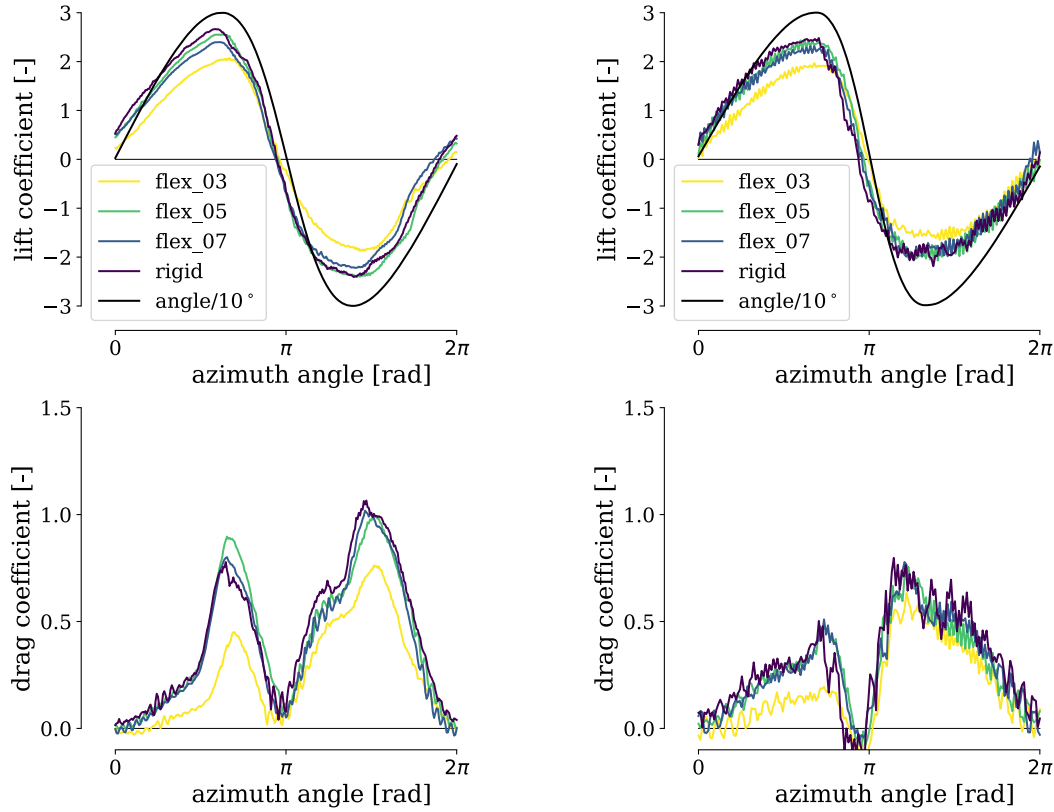 3
2
1
0
−1
−2
−3
lift coefficient [-]
flex_03
flex_05
flex_07
rigid
angle/10°
0
π
2π
azimuth angle [rad]
3
2
1
0
−1
−2
−3
lift coefficient [-]
flex_03
flex_05
flex_07
rigid
angle/10°
0
π
2π
azimuth angle [rad]
1.5
1.0
0.5
0.0
drag coefficient [-]
0
π
2π
azimuth angle [rad]
1.5
1.0
0.5
0.0
drag coefficient [-]
0
π
2π
azimuth angle [rad]